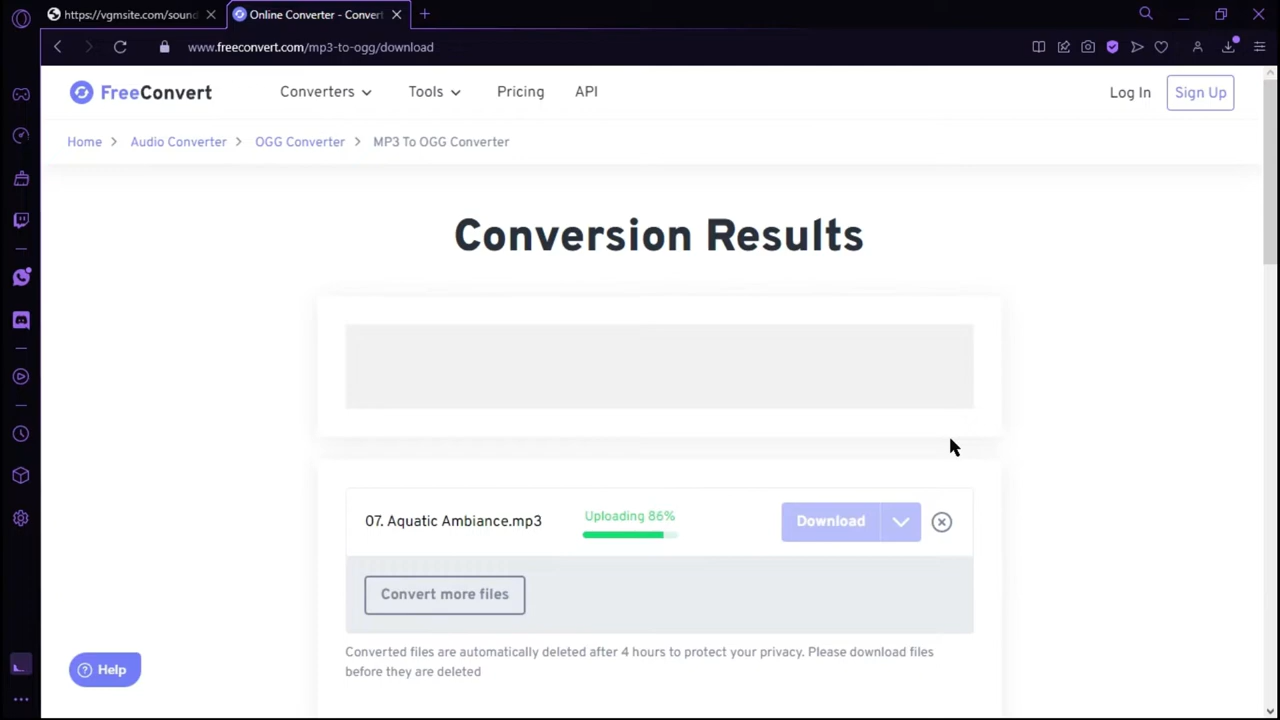 https://vgmsite.com/sound
Online Converter - Convert
www.freeconvert.com/mp3-to-ogg/download
FreeConvert
Converters
Tools
Pricing
API
Log In
Sign Up
Home > Audio Converter > OGG Converter > MP3 To OGG Converter
Conversion Results
07. Aquatic Ambiance.mp3
Uploading 86%
Download
Convert more files
Converted files are automatically deleted after 4 hours to protect your privacy. Please download files
before they are deleted
Help